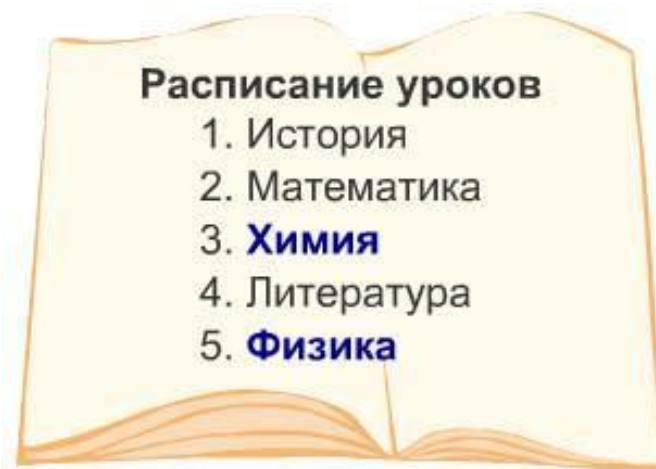 Расписание уроков
1. История
2. Математика
3. Химия
4. Литература
5. Физика